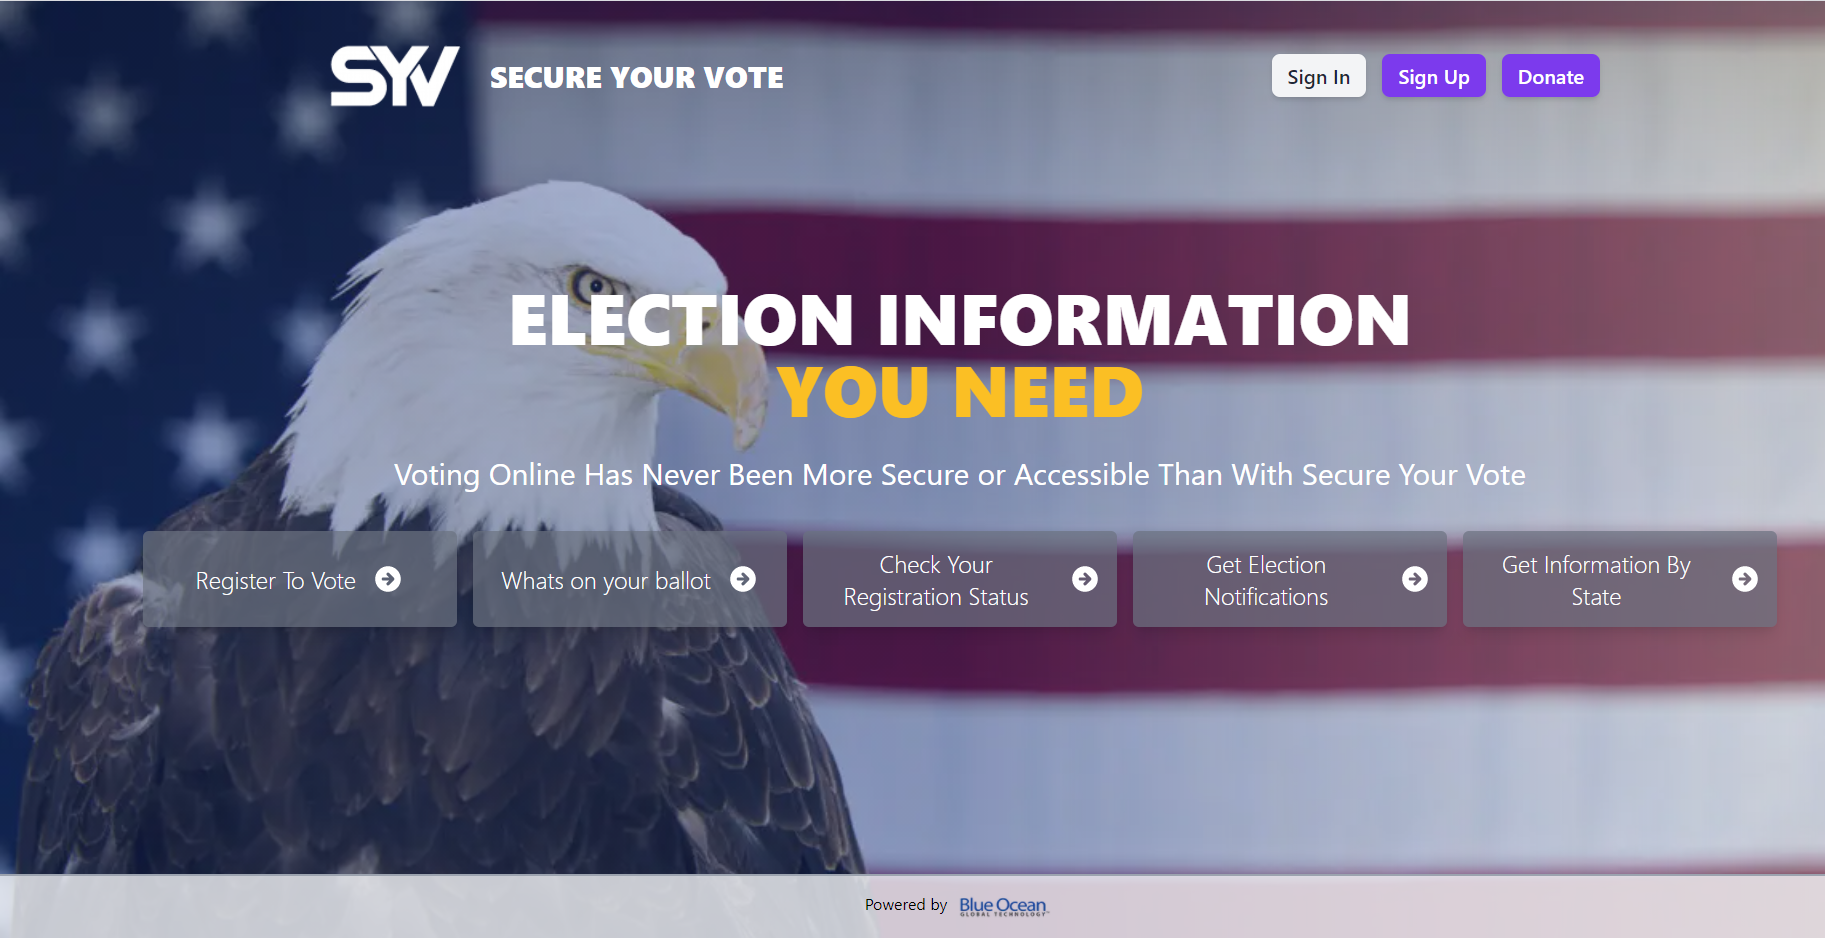 SYV
SECURE YOUR VOTE
Sign In
Sign Up
Donate
ELECTION INFORMATION
YOU NEED
Voting Online Has Never Been More Secure or Accessible Than With Secure Your Vote
Register To Vote
Whats on your ballot
Check Your
Registration Status
Get Election
Notifications
Get Information By
State
Powered by
Blue Ocean
GLOBAL TECHNOLOGY